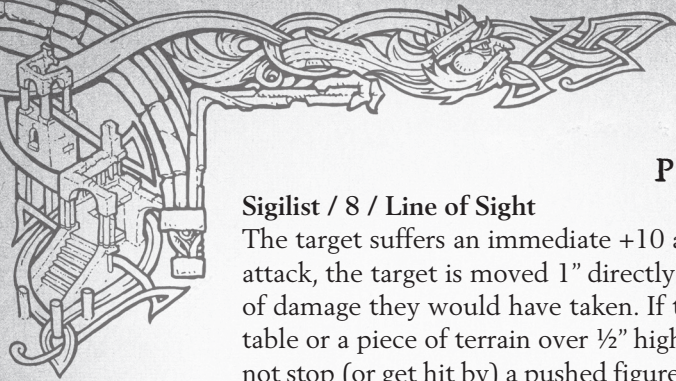 P
Sigilist / 8 / Line of Sight
The target suffers an immediate +10 a
attack, the target is moved 1” directly
of damage they would have taken. If t
table or a piece of terrain over ½” high
not stop (or get hit by) a pushed figure